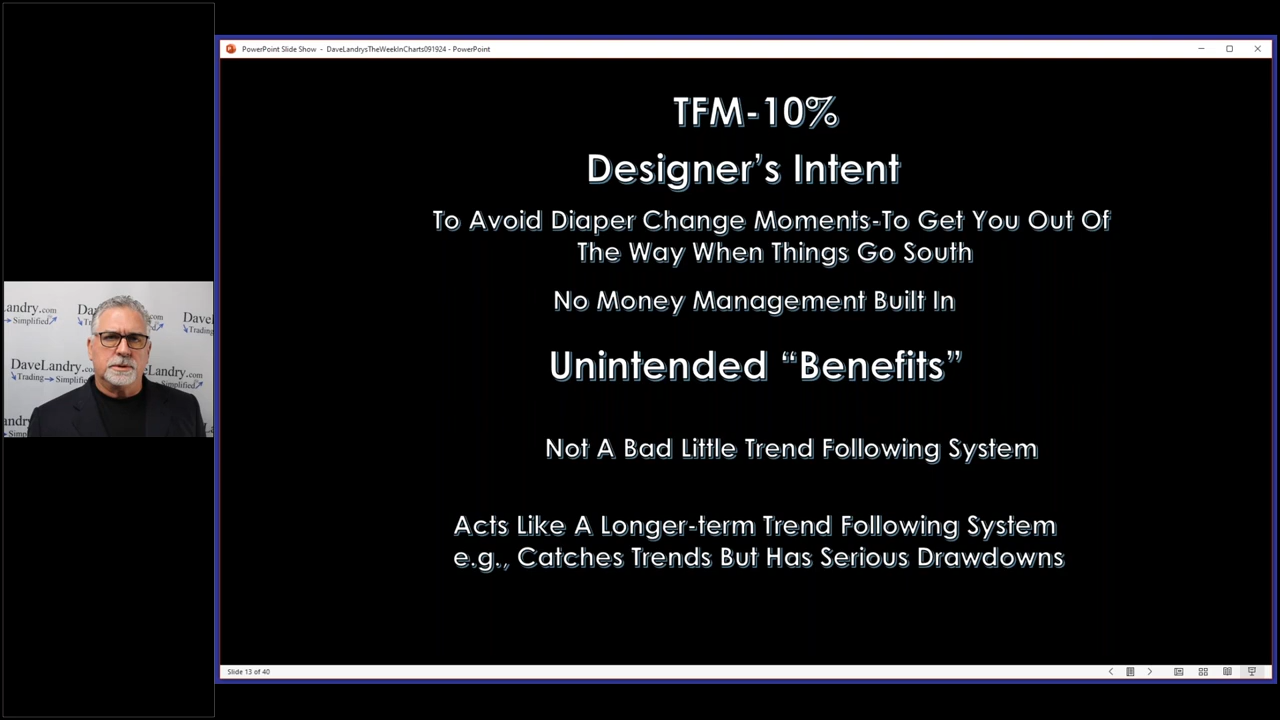 PowerPoint Slide Show - DaveLandrysTheWeekInCharts091924 - PowerPoint
TFM-10%
Designer's Intent
To Avoid Diaper Change Moments-To Get You Out Of
The Way When Things Go South
No Money Management Built In
Unintended “Benefits”
Not A Bad Little Trend Following System
Acts Like A Longer-term Trend Following System
e.g., Catches Trends But Has Serious Drawdowns
Landry.com
Simplified
DaveLandry.com
Trading Simplified
Slide 13 of 40